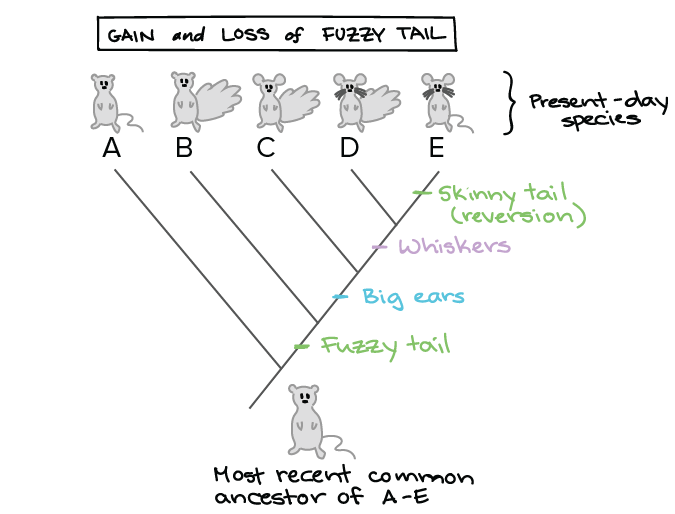 GAIN and LOSS of FUZZY TAIL
Present-day
species
A B C D E
Skinny tail
(reversion)
Whiskers
Big ears
Fuzzy tail
Most recent common
ancestor of A-E